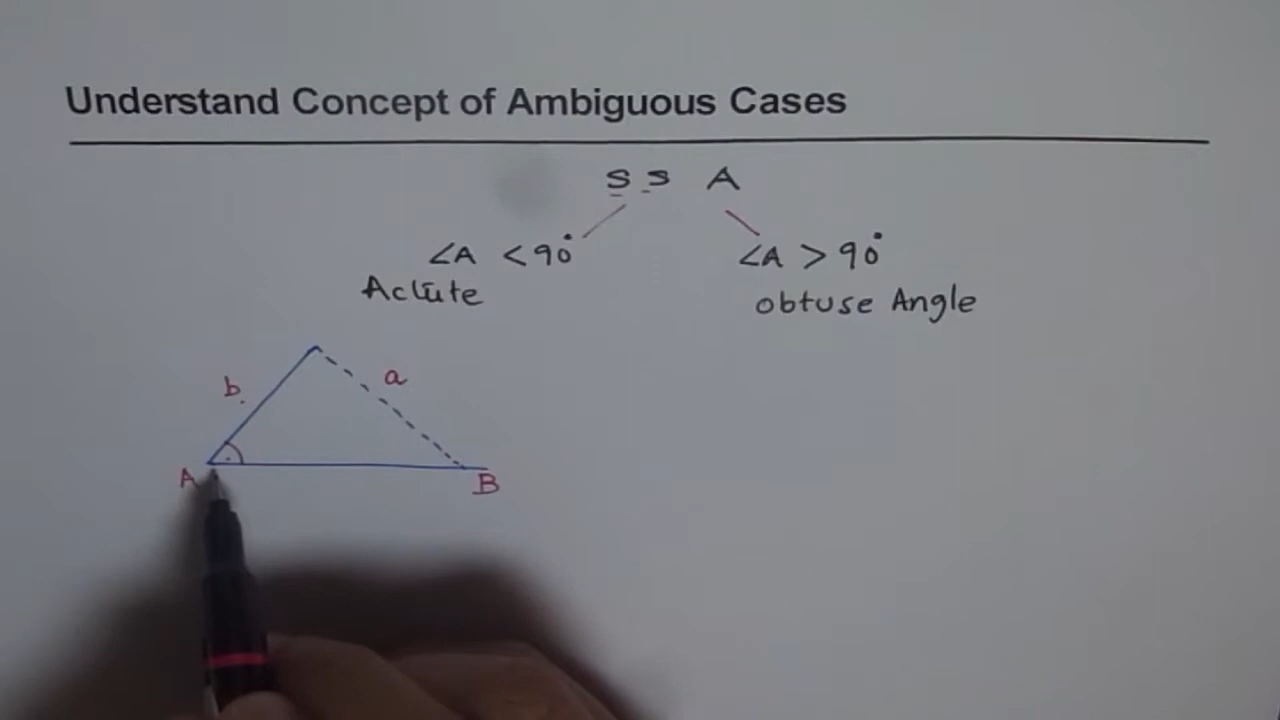 Understand Concept of Ambiguous Cases
S S A
∠A < 90°
∠A > 90°
Aclute
obtuse Angle
b
a
A
B